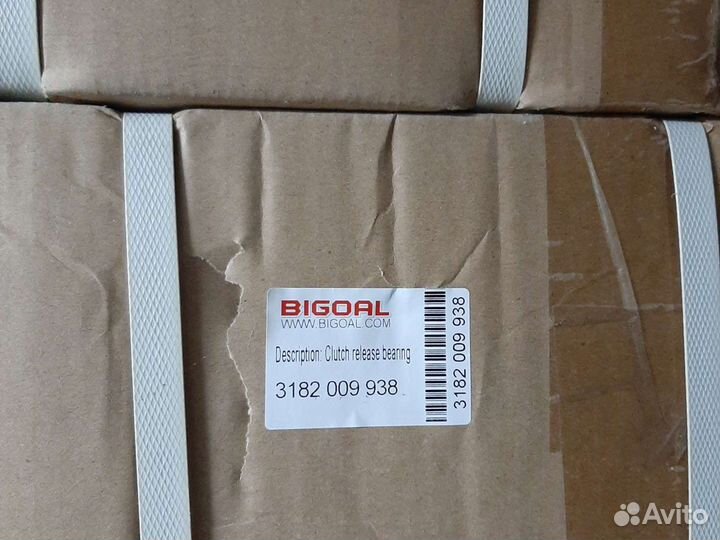 BIGOAL
WWW.BIGOAL.COM
Description: Clutch release bearing
3182 009 938
3182 009 938
Avito